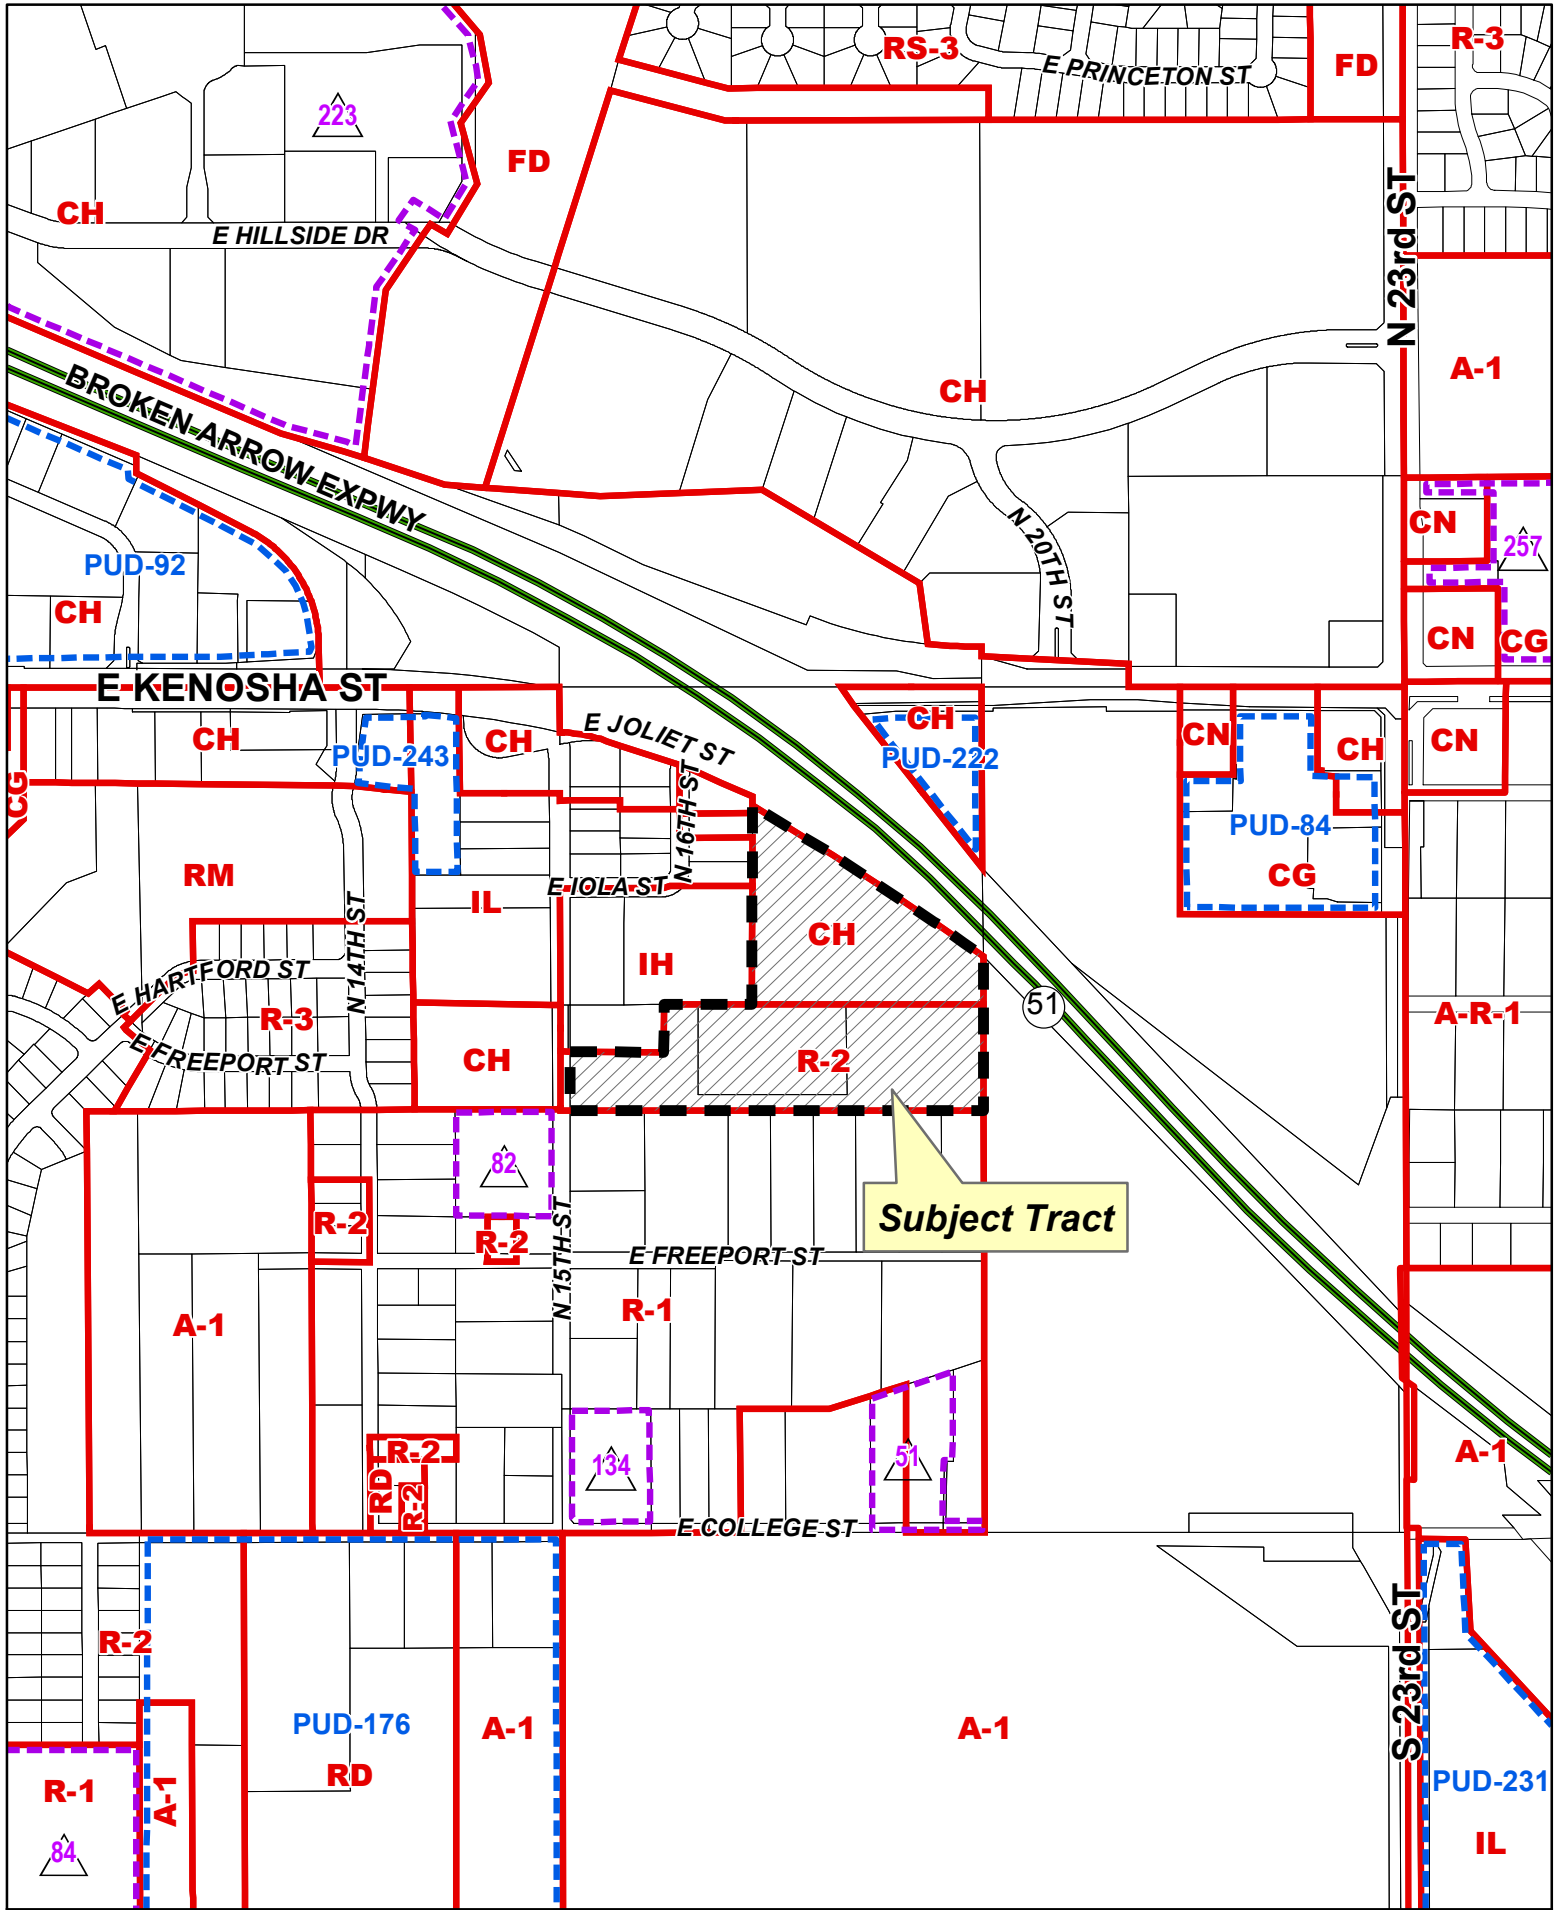 RS-3
R-3
E PRINCETON ST
FD
223
FD
CH
E HILLSIDE DR
N 23rd ST
A-1
CH
BROKEN ARROW EXPWY
CN
N 20TH ST
257
PUD-92
CH
CN
CG
E KENOSHA ST
CH
PUD-243
CH
E JOLIET ST
CH
PUD-222
CN
CH
CN
CG
N 16TH ST
PUD-84
RM
CG
IL
E IOLA ST
N 14TH ST
CH
IH
E HARTFORD ST
R-3
51
A-R-1
E FREEPORT ST
CH
R-2
82
R-2
R-2
Subject Tract
N 15TH ST
E FREEPORT ST
A-1
R-1
R-2
RD
R-2
134
51
A-1
E COLLEGE ST
R-2
S 23rd ST
PUD-176
A-1
A-1
RD
R-1
A-1
PUD-231
84
IL